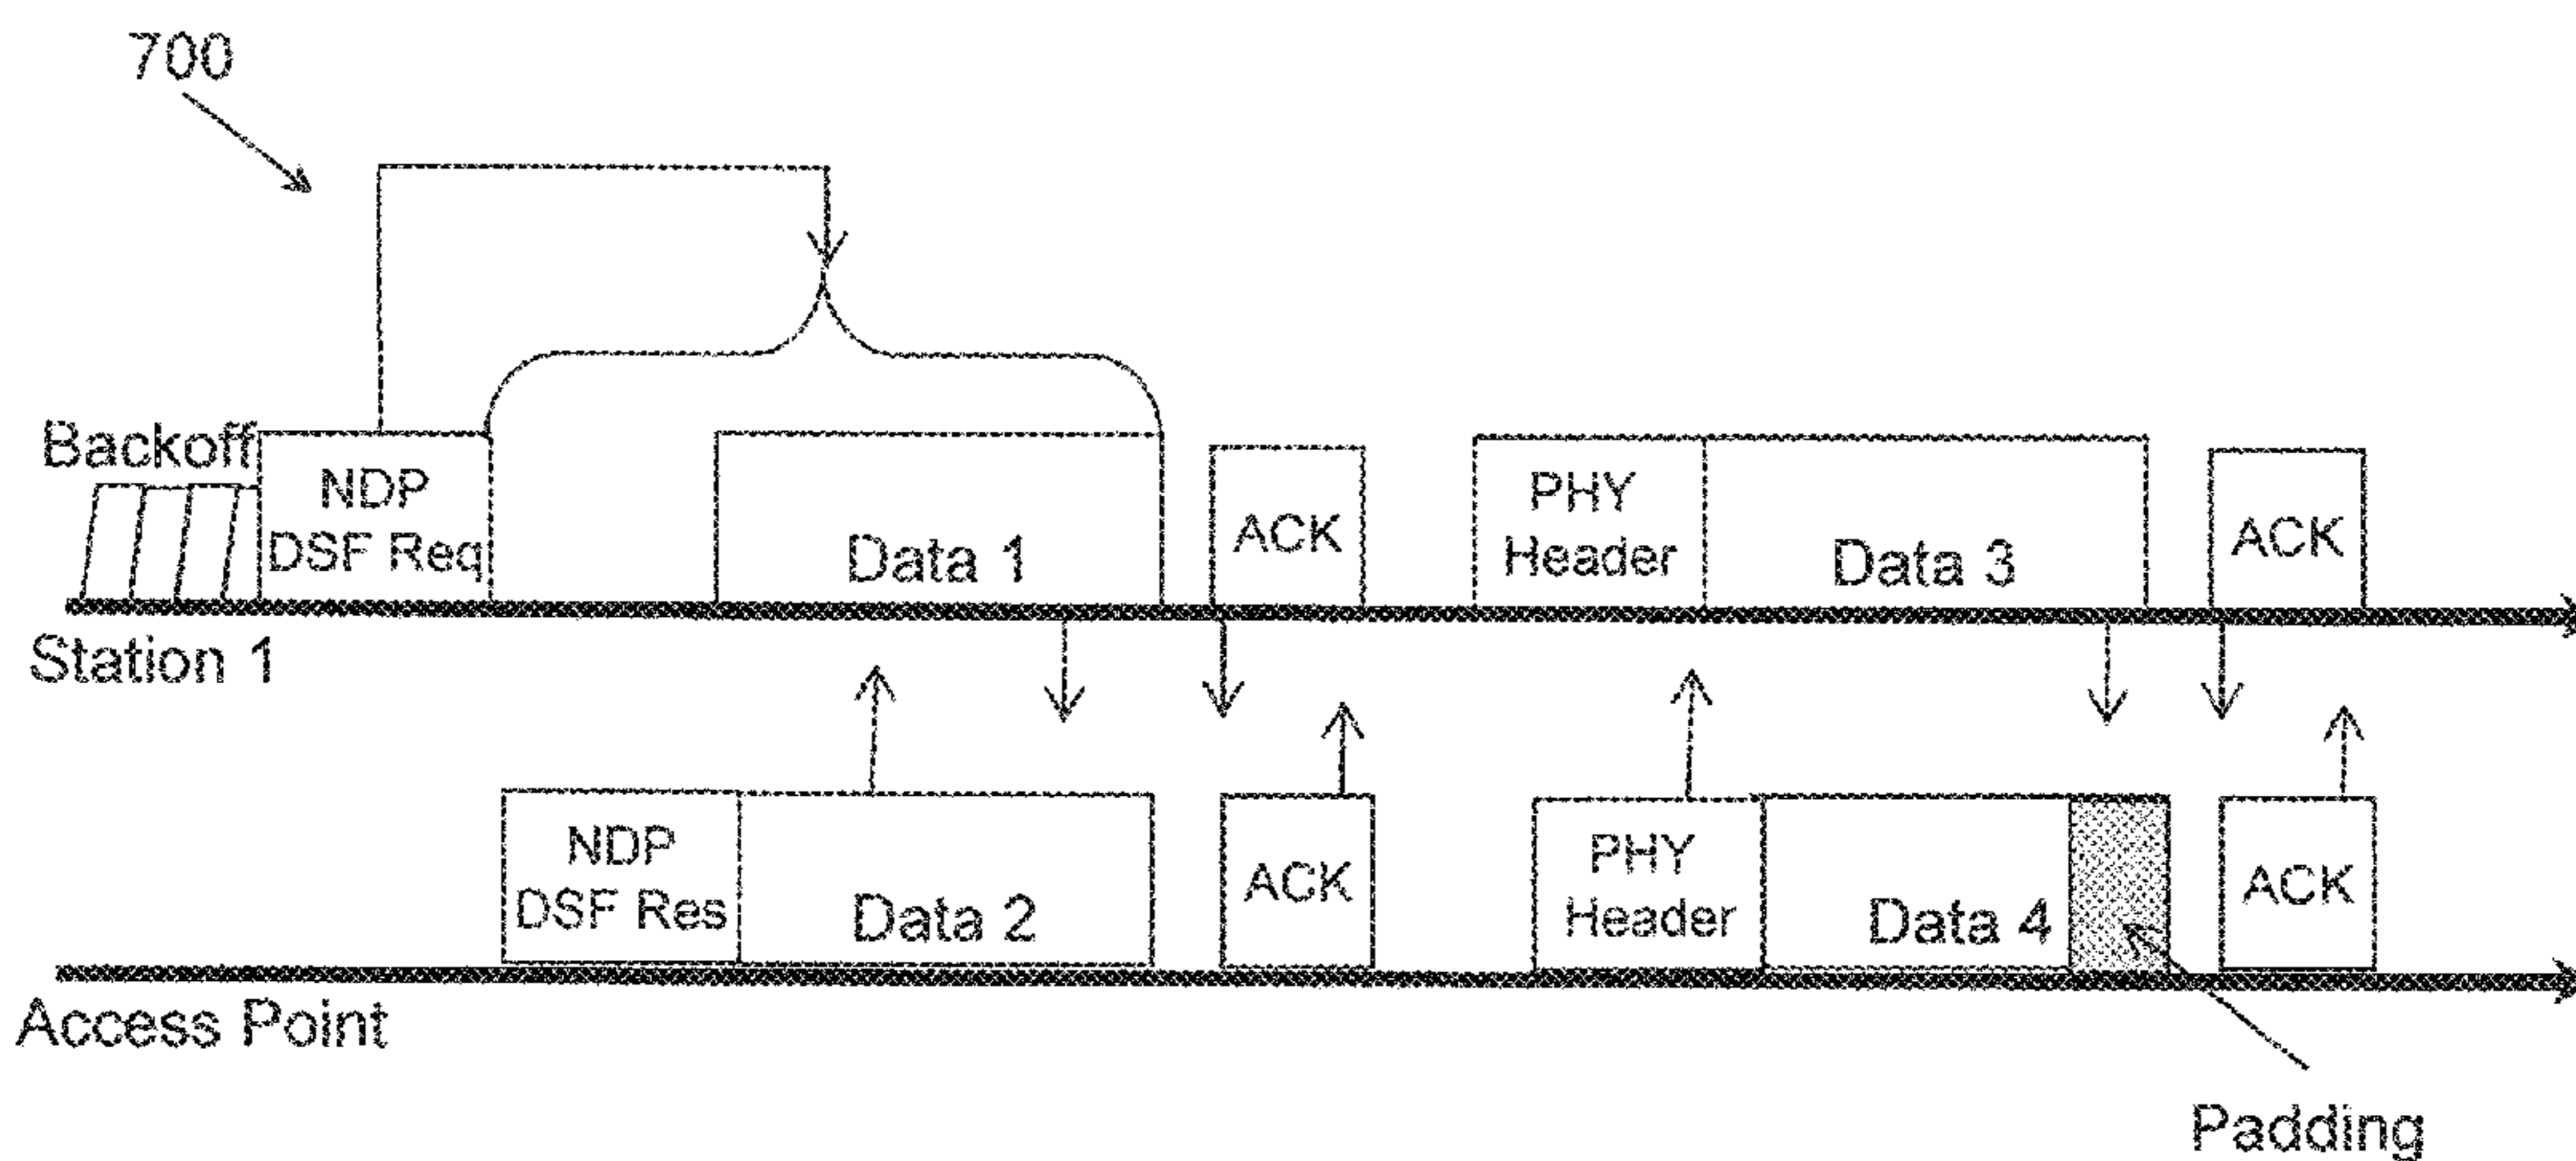 700
Backoff
NDP
DSF Req
Data 1
ACK
PHY
Header
Data 3
ACK
Station 1
NDP
DSF Res
Data 2
ACK
PHY
Header
Data 4
ACK
Access Point
Padding